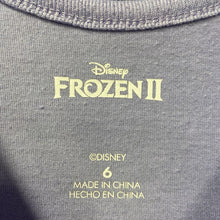 Disney
FROZEN II
©DISNEY
6
MADE IN CHINA
HECHO EN CHINA